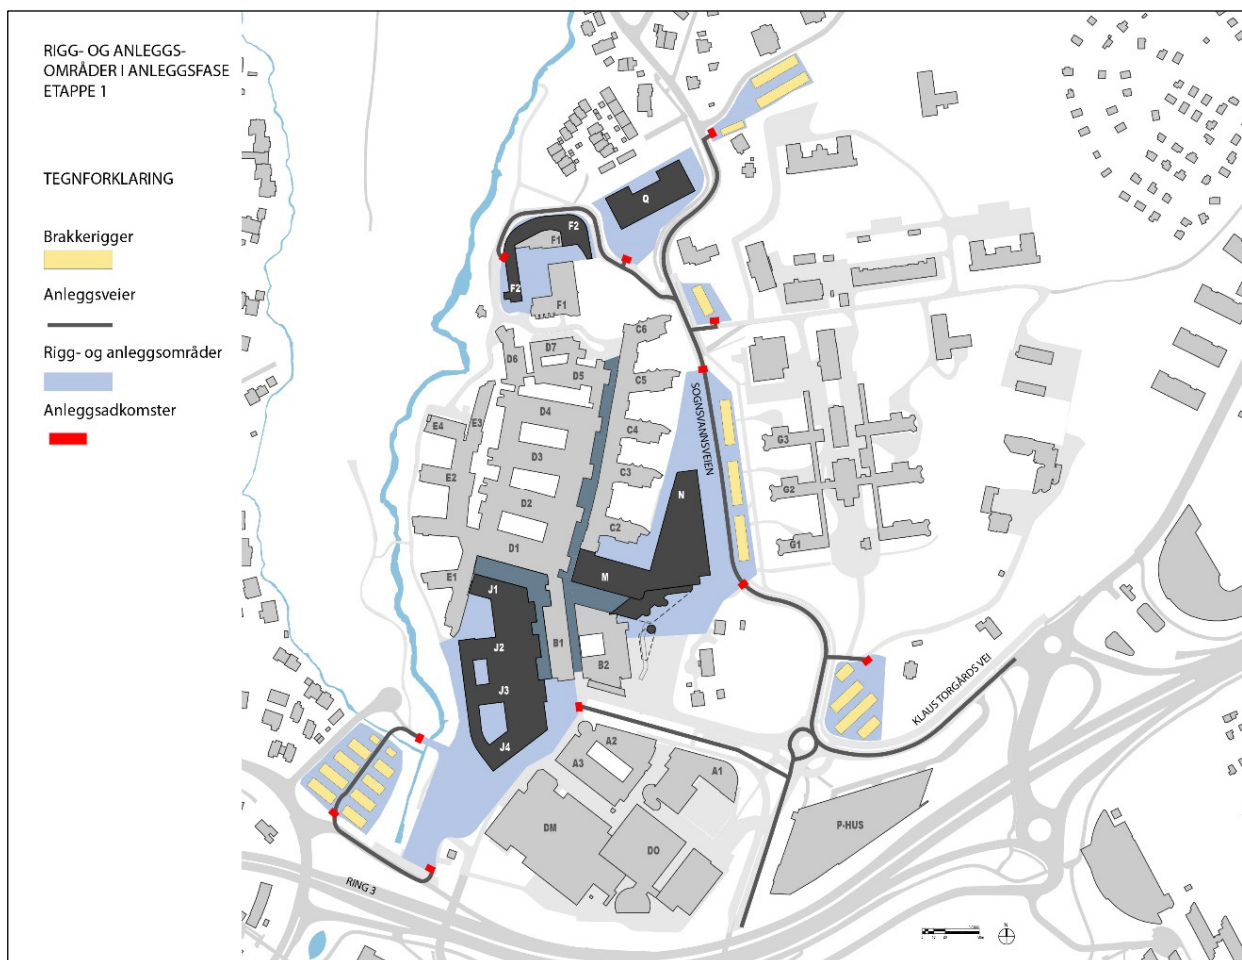 RIGG- OG ANLEGGS-
OMRÅDER I ANLEGGSFASE
ETAPPE 1
TEGNFORKLARING
Brakkerigger
Anleggsveier
Rigg- og anleggsområder
Anleggsadkomster
Q
F2
F1
F2
F1
C6
D7
D6
D5
C5
SOGNSVANNSVEIEN
D4
E3
E4
C4
G3
D3
C3
E2
G2
N
D2
C2
D1
G1
E1
M
J1
B1
J2
B2
J3
KLAUS TORGÅRDS VEI
J4
A2
A3
A1
DM
DO
P-HUS
RING 3